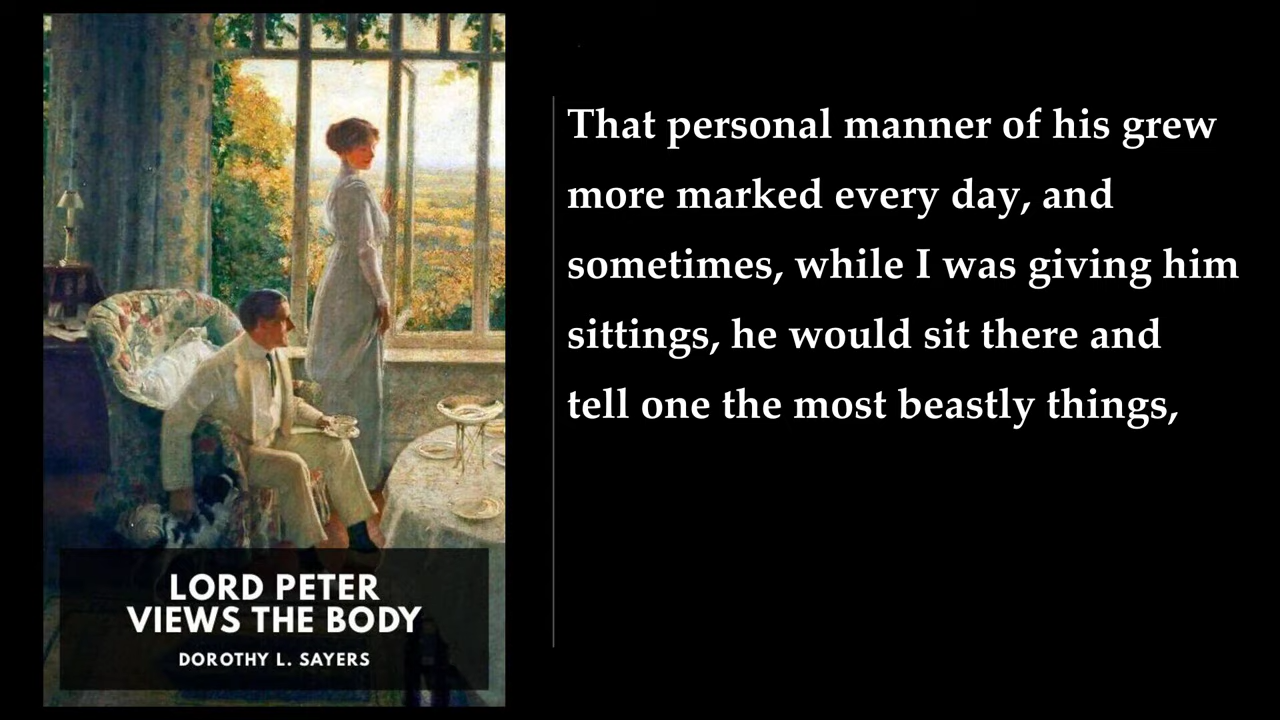 That personal manner of his grew
more marked every day, and
sometimes, while I was giving him
sittings, he would sit there and
tell one the most beastly things,
LORD PETER
VIEWS THE BODY
DOROTHY L. SAYERS